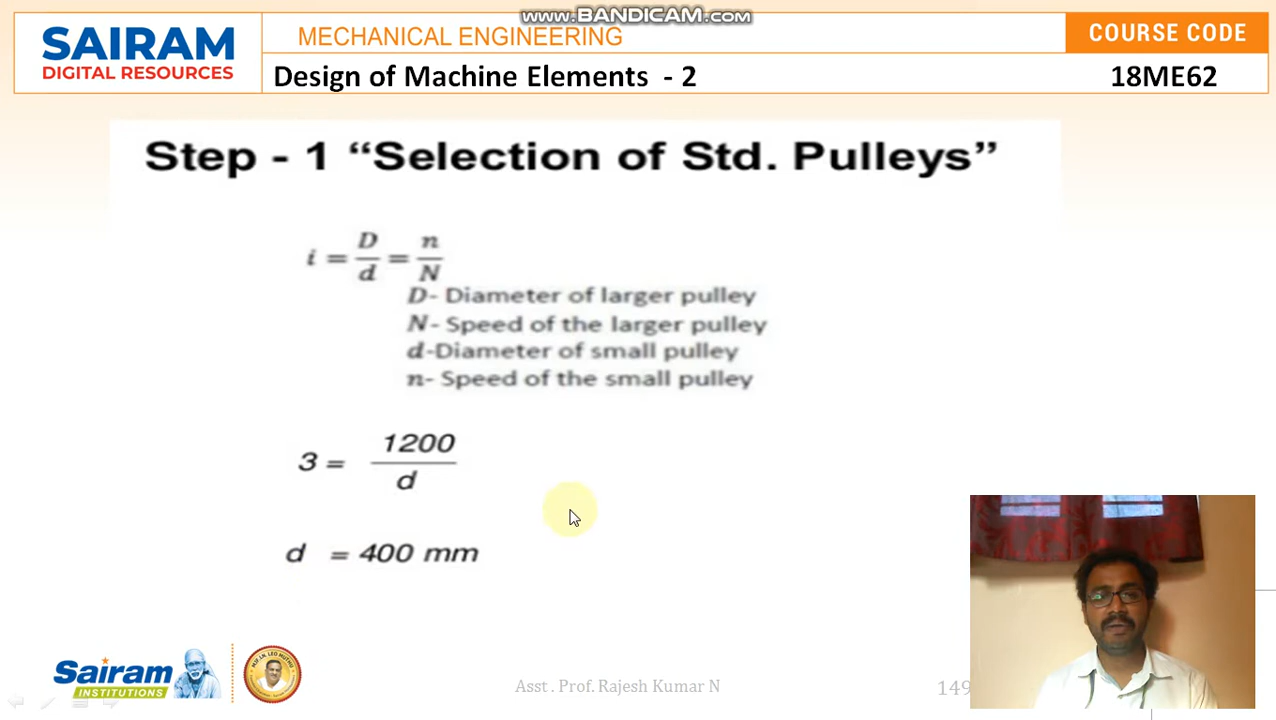 www.BANDICAM.com
SAIRAM
DIGITAL RESOURCES
MECHANICAL ENGINEERING
COURSE CODE
Design of Machine Elements - 2
18ME62
Step - 1 “Selection of Std. Pulleys”
i = D/d = n/N
D- Diameter of larger pulley
N- Speed of the larger pulley
d-Diameter of small pulley
n- Speed of the small pulley
3 = 1200/d
d = 400 mm
Sairam
INSTITUTIONS
Asst . Prof. Rajesh Kumar N
149